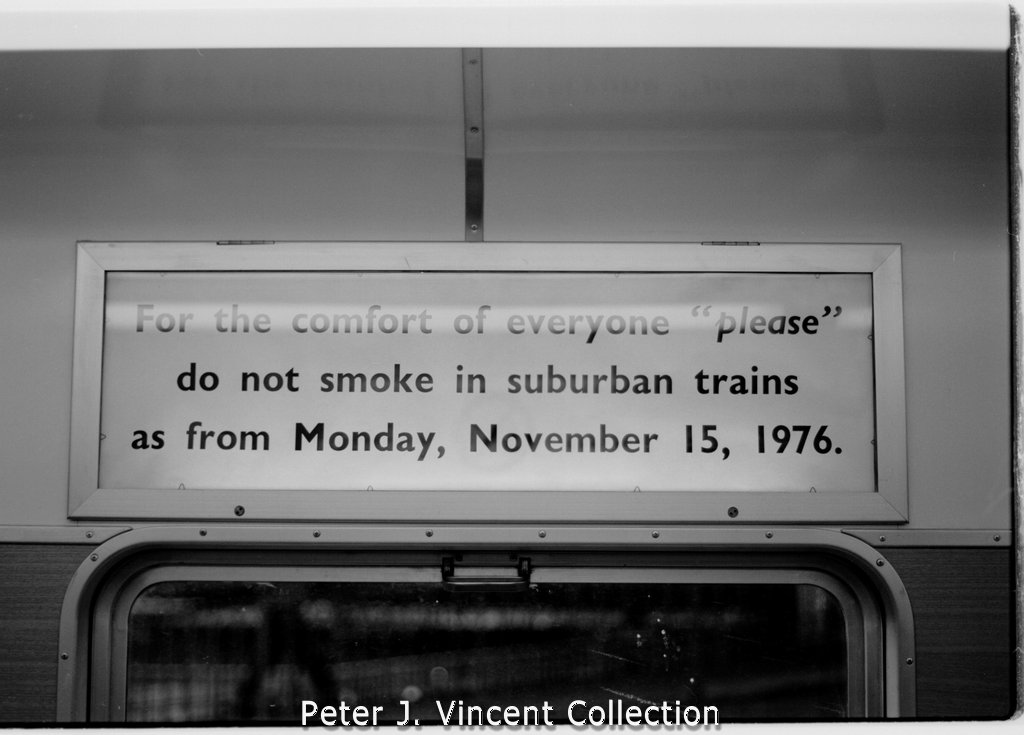 For the comfort of everyone “please”
do not smoke in suburban trains
as from Monday, November 15, 1976.
Peter J. Vincent Collection